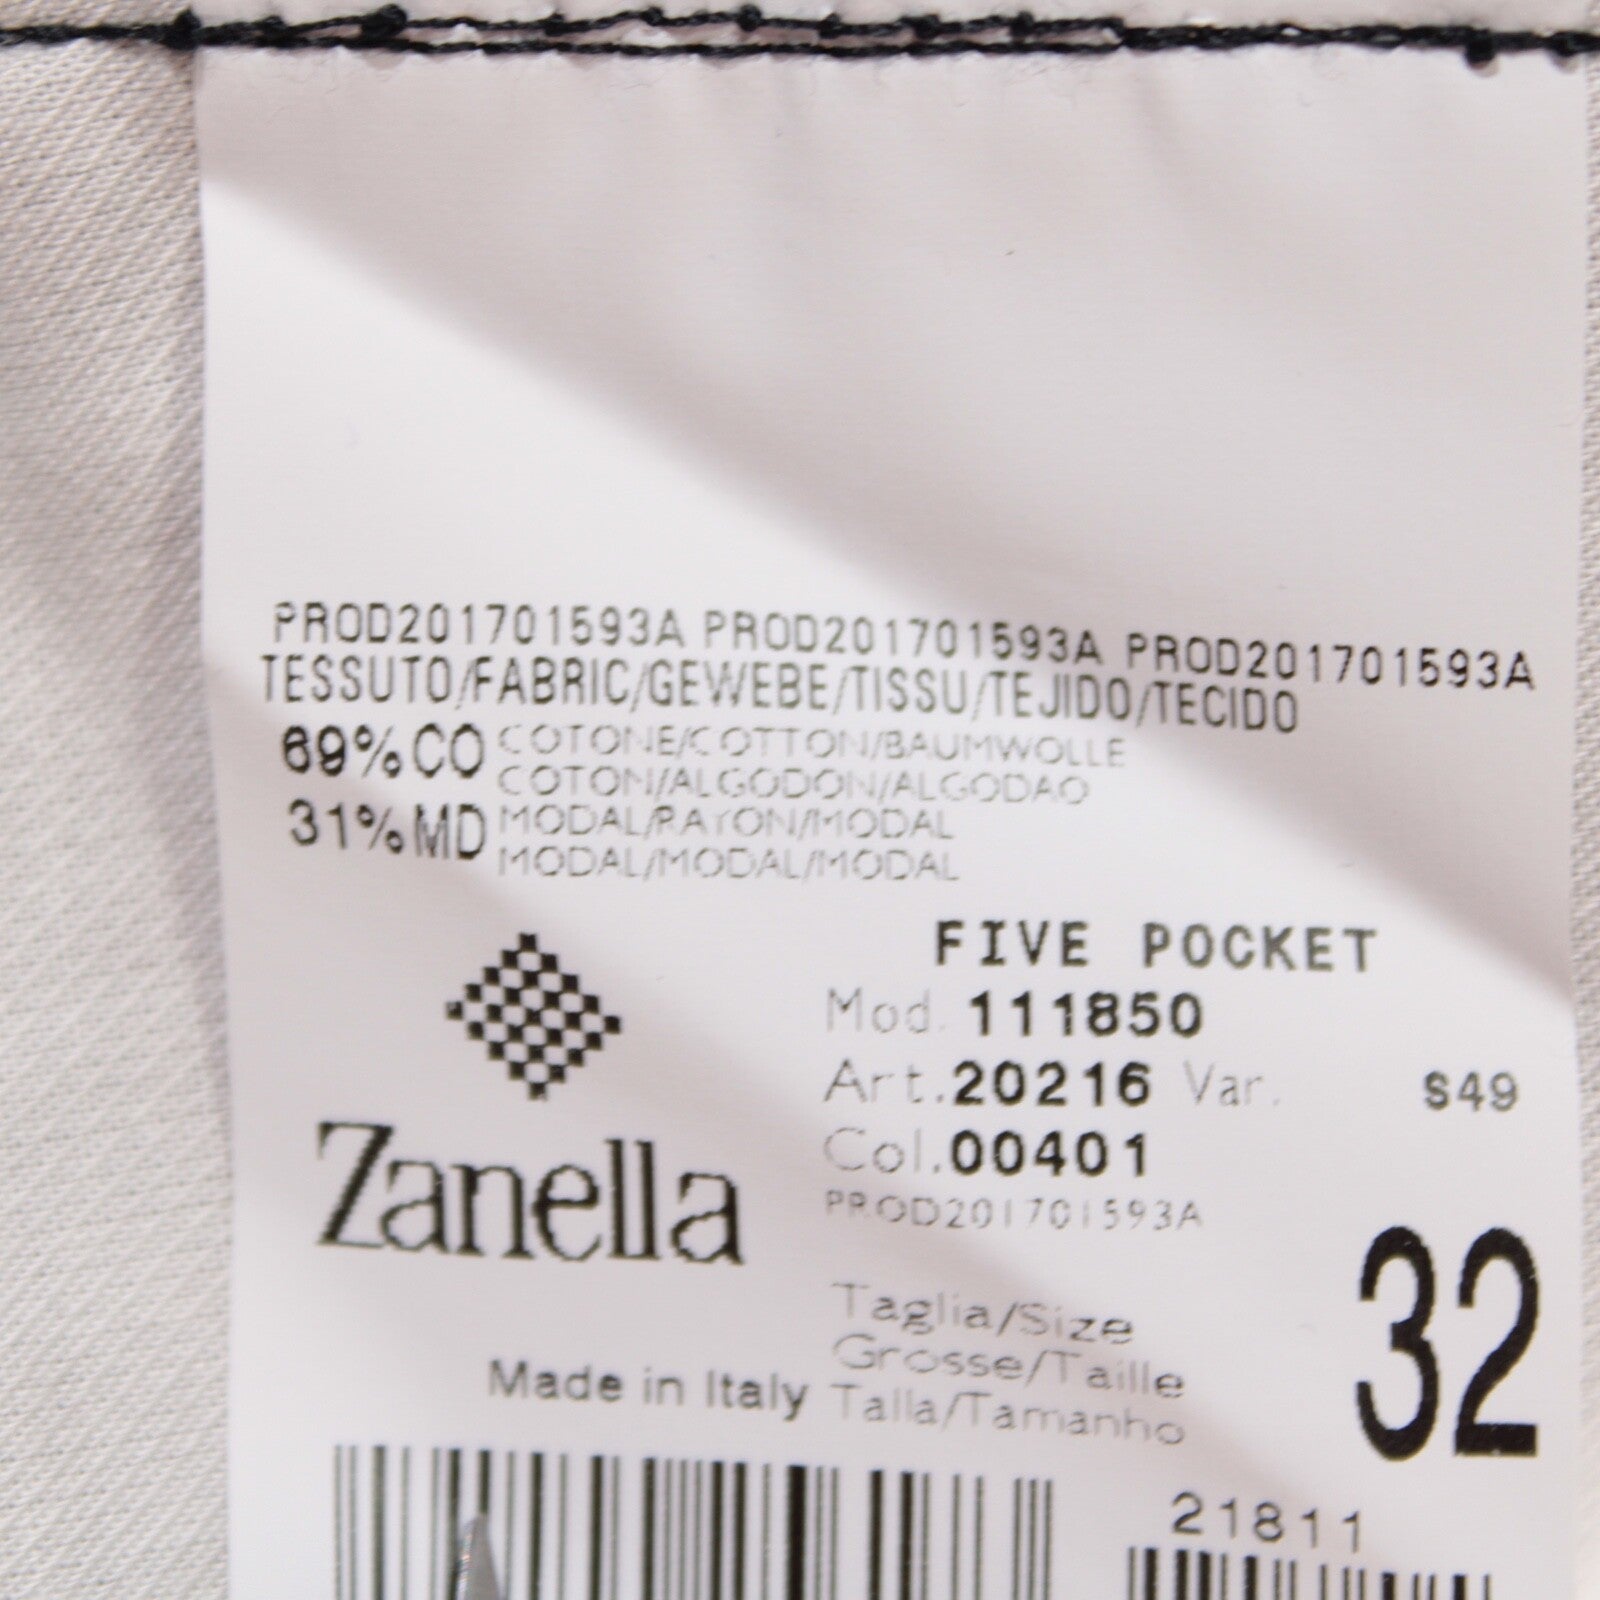 PROD201701593A PROD201701593A PROD201701593A
TESSUTO/FABRIC/GEWEBE/TISSU/TEJIDO/TECIDO
69%CO COTONE/COTTON/BAUMWOLLE
COTON/ALGODON/ALGODAO
31%MD MODAL/RAYON/MODAL
MODAL/MODAL/MODAL
FIVE POCKET
Mod. 111850
Art.20216 Var. S49
Col.00401
PROD201701593A
Zanella
32
Taglia/Size
Grosse/Taille
Made in Italy Talla/Tamanho
21811